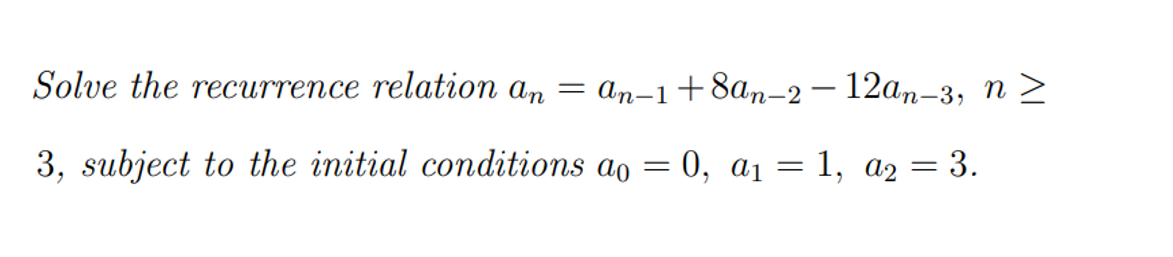 Solve the recurrence relation aₙ = aₙ₋₁ + 8aₙ₋₂ − 12aₙ₋₃, n ≥
3, subject to the initial conditions a₀ = 0, a₁ = 1, a₂ = 3.